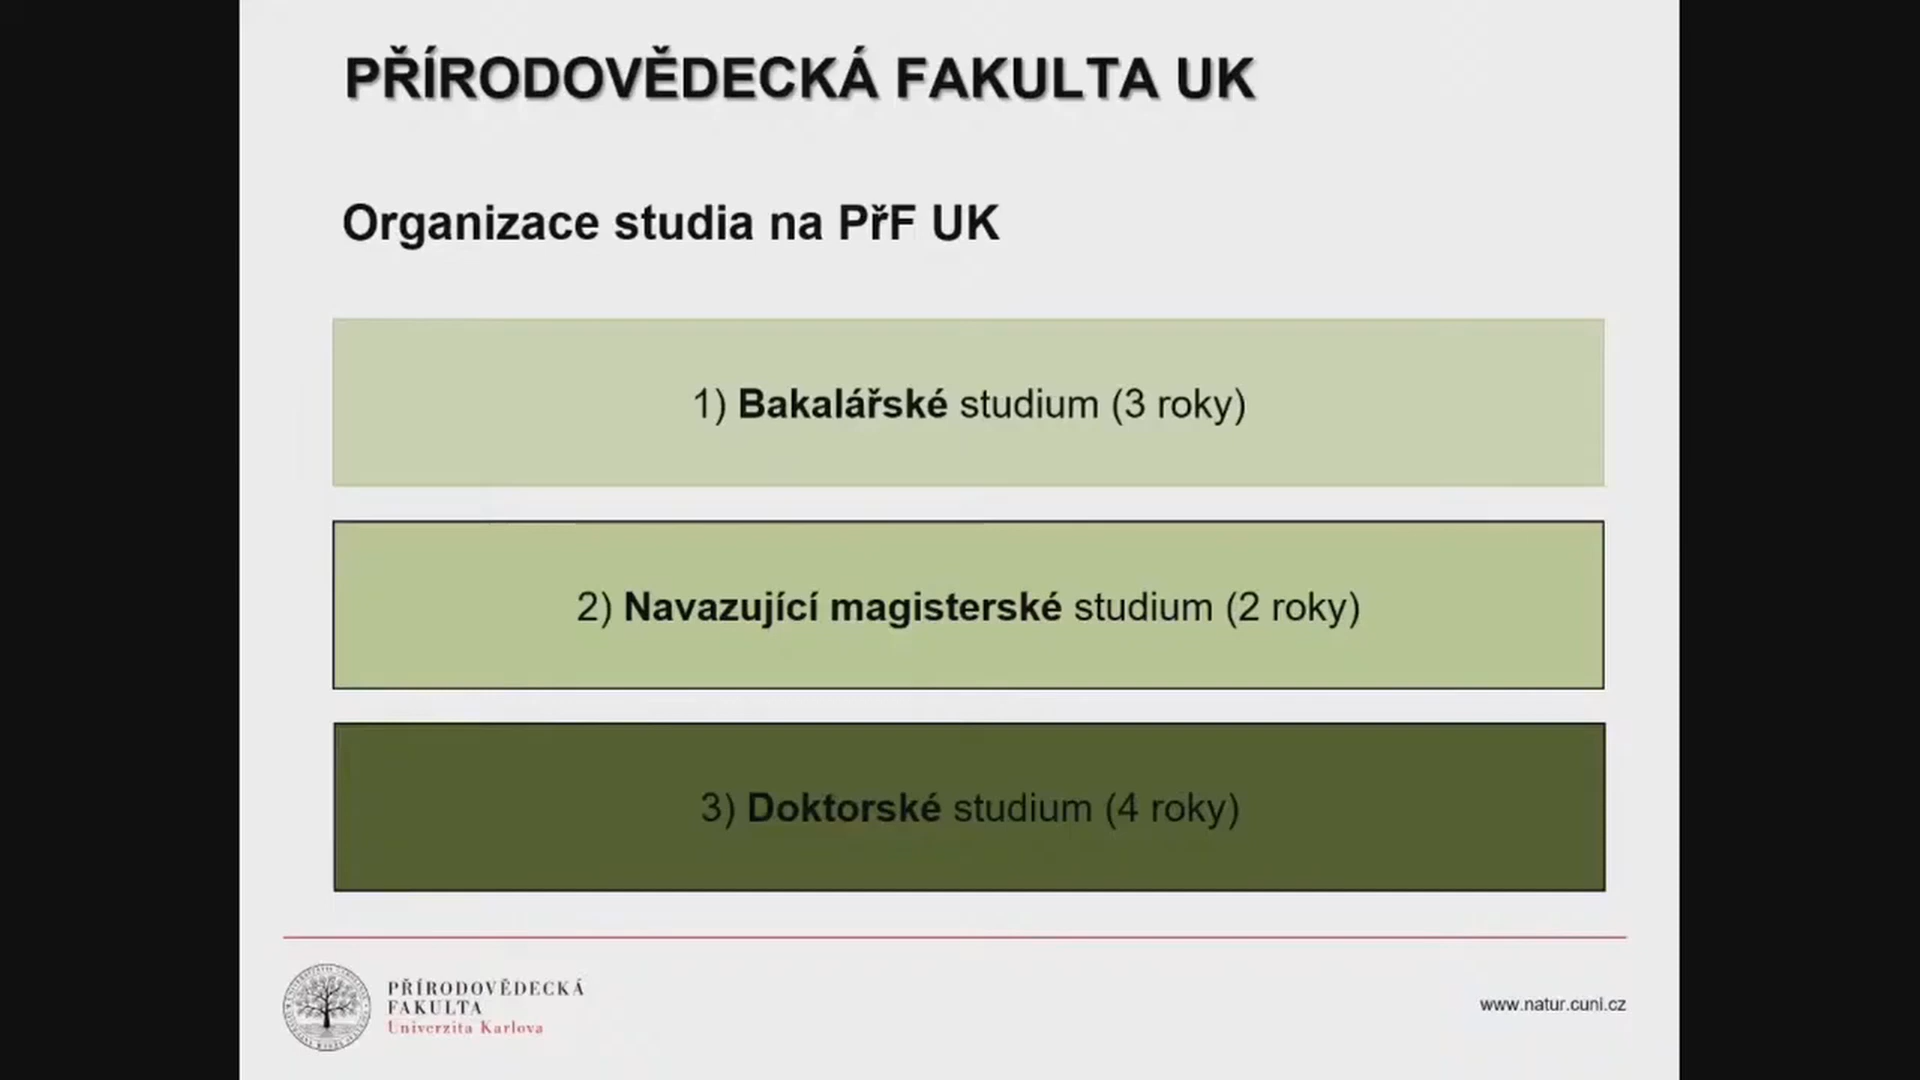 PŘÍRODOVĚDECKÁ FAKULTA UK
Organizace studia na PřF UK
1) Bakalářské studium (3 roky)
2) Navazující magisterské studium (2 roky)
3) Doktorské studium (4 roky)
PŘÍRODOVĚDECKÁ
FAKULTA
Univerzita Karlova
www.natur.cuni.cz